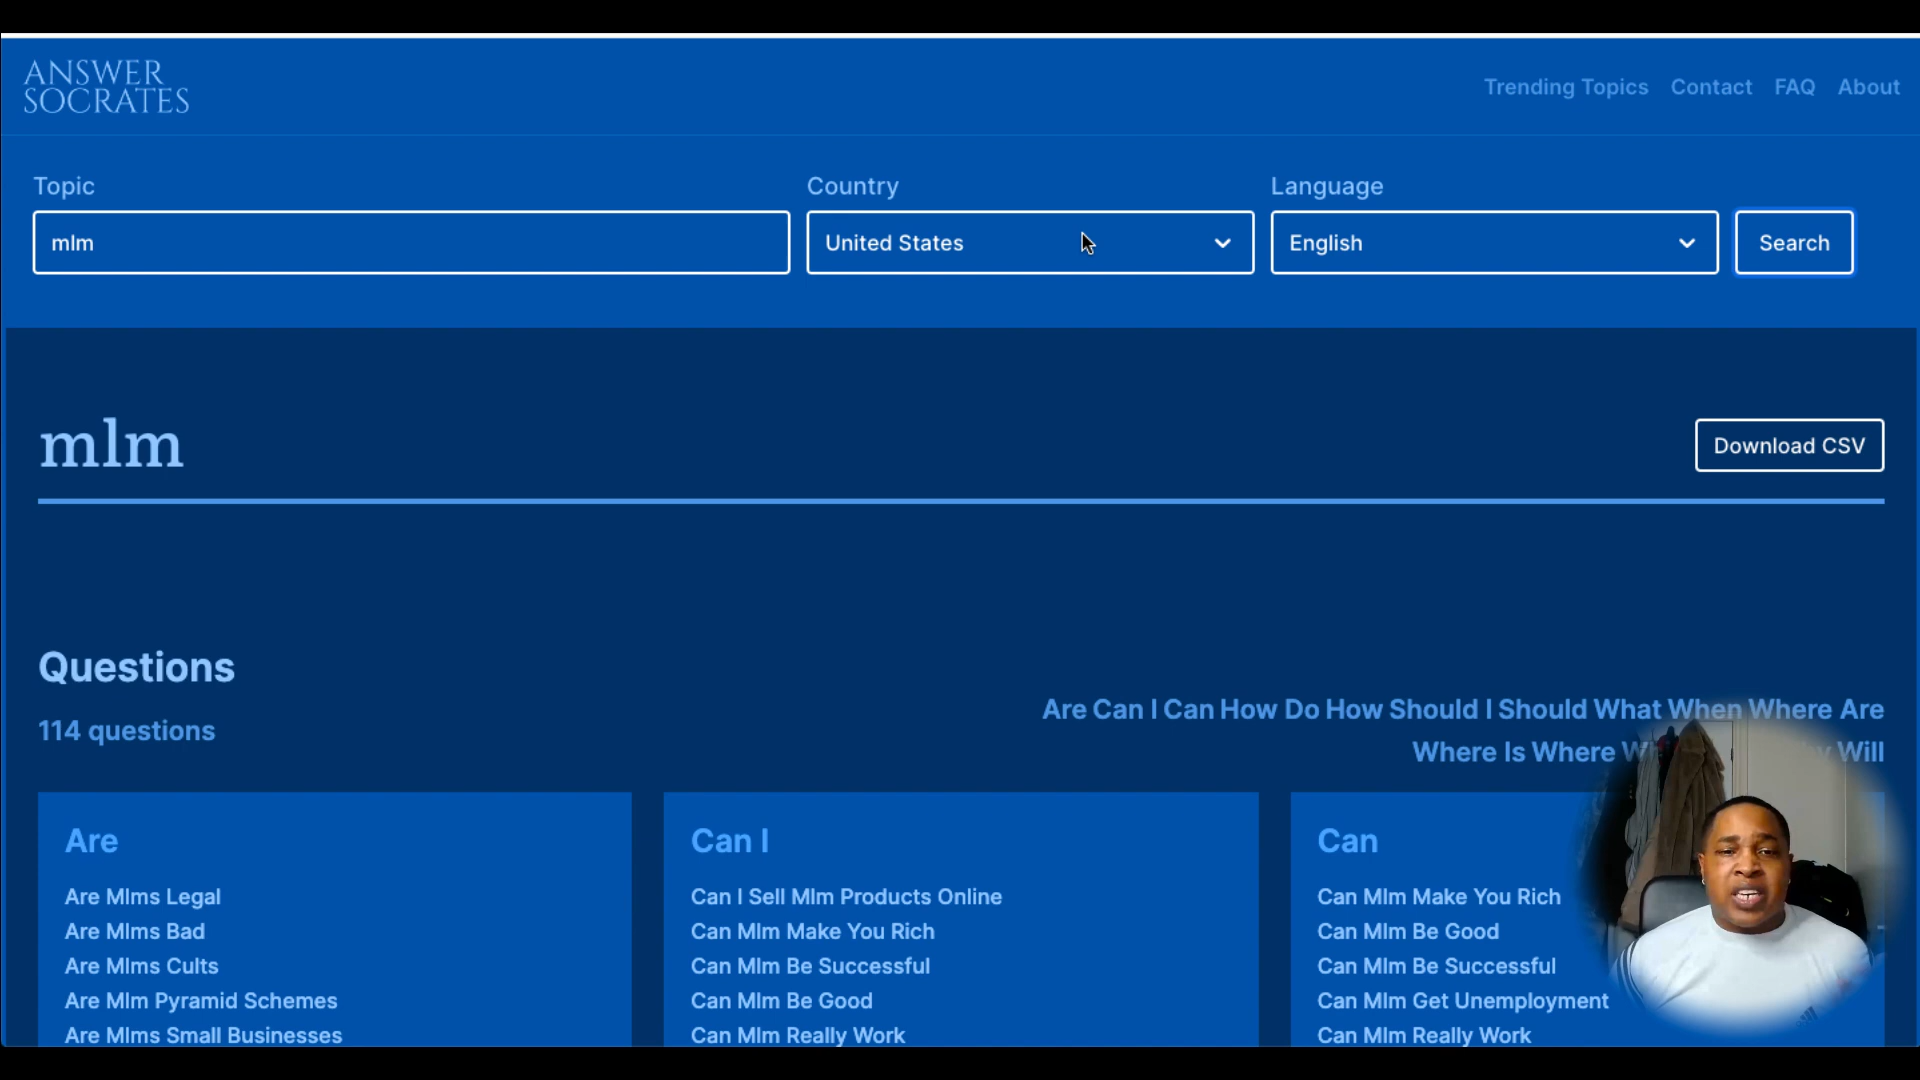 ANSWER
SOCRATES
Trending Topics Contact FAQ About
Topic
Country
Language
mlm
United States
English
Search
mlm
Download CSV
Questions
114 questions
Are Can I Can How Do How Should I Should What When Where Are
Where Is Where Will
Are
Are Mlms Legal
Are Mlms Bad
Are Mlms Cults
Are Mlm Pyramid Schemes
Are Mlms Small Businesses
Can I
Can I Sell Mlm Products Online
Can Mlm Make You Rich
Can Mlm Be Successful
Can Mlm Be Good
Can Mlm Really Work
Can
Can Mlm Make You Rich
Can Mlm Be Good
Can Mlm Be Successful
Can Mlm Get Unemployment
Can Mlm Really Work